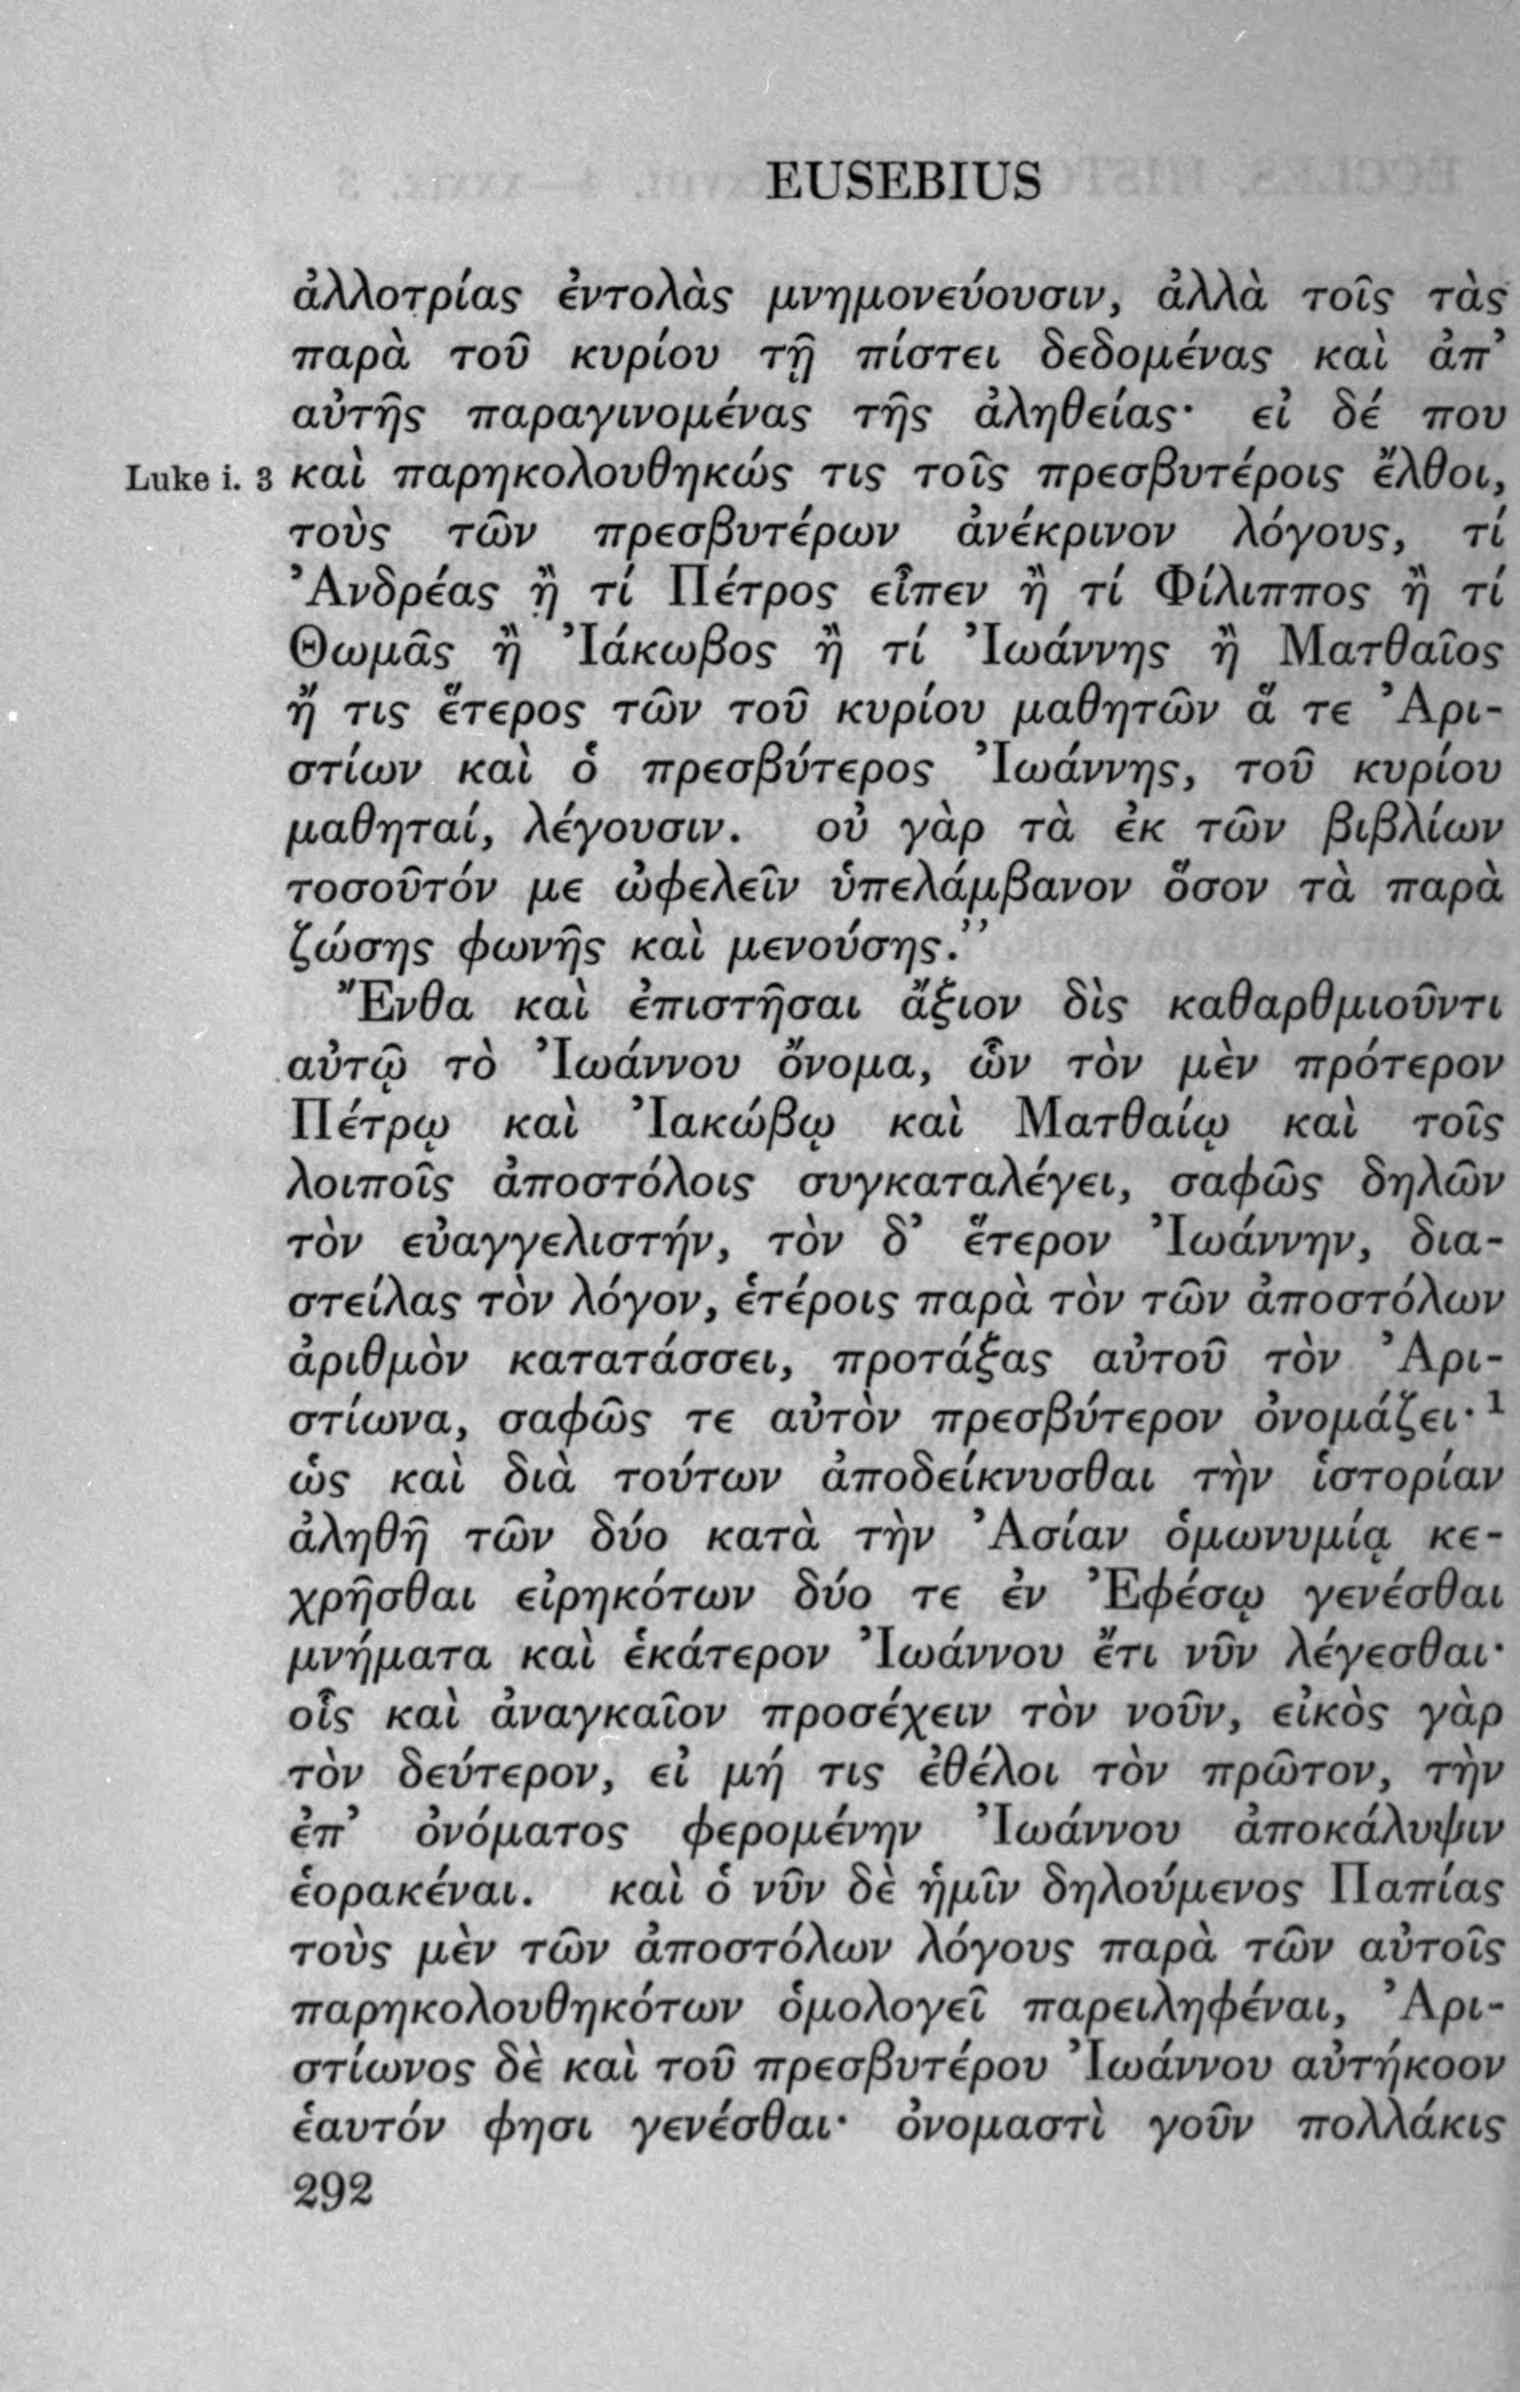 EUSEBIUS
ἀλλοτρίας ἐντολὰς μνημονεύουσιν, ἀλλὰ τοῖς τὰς
παρὰ τοῦ κυρίου τῇ πίστει δεδομένας καὶ ἀπ’
αὐτῆς παραγινομένας τῆς ἀληθείας· εἰ δέ που
Luke i. 3 καὶ παρηκολουθηκώς τις τοῖς πρεσβυτέροις ἔλθοι,
τοὺς τῶν πρεσβυτέρων ἀνέκρινον λόγους, τί
Ἀνδρέας ἢ τί Πέτρος εἶπεν ἢ τί Φίλιππος ἢ τί
Θωμᾶς ἢ Ἰάκωβος ἢ τί Ἰωάννης ἢ Ματθαῖος
ἤ τις ἕτερος τῶν τοῦ κυρίου μαθητῶν ἅ τε Ἀρι-
στίων καὶ ὁ πρεσβύτερος Ἰωάννης, τοῦ κυρίου
μαθηταί, λέγουσιν. οὐ γὰρ τὰ ἐκ τῶν βιβλίων
τοσοῦτόν με ὠφελεῖν ὑπελάμβανον ὅσον τὰ παρὰ
ζώσης φωνῆς καὶ μενούσης.”
Ἔνθα καὶ ἐπιστῆσαι ἄξιον δὶς καθαρθμιοῦντι
αὐτῷ τὸ Ἰωάννου ὄνομα, ὧν τὸν μὲν πρότερον
Πέτρῳ καὶ Ἰακώβῳ καὶ Ματθαίῳ καὶ τοῖς
λοιποῖς ἀποστόλοις συγκαταλέγει, σαφῶς δηλῶν
τὸν εὐαγγελιστήν, τὸν δ’ ἕτερον Ἰωάννην, δια-
στείλας τὸν λόγον, ἑτέροις παρὰ τὸν τῶν ἀποστόλων
ἀριθμὸν κατατάσσει, προτάξας αὐτοῦ τὸν Ἀρι-
στίωνα, σαφῶς τε αὐτὸν πρεσβύτερον ὀνομάζει·¹
ὡς καὶ διὰ τούτων ἀποδείκνυσθαι τὴν ἱστορίαν
ἀληθῆ τῶν δύο κατὰ τὴν Ἀσίαν ὁμωνυμίᾳ κε-
χρῆσθαι εἰρηκότων δύο τε ἐν Ἐφέσῳ γενέσθαι
μνήματα καὶ ἑκάτερον Ἰωάννου ἔτι νῦν λέγεσθαι·
οἷς καὶ ἀναγκαῖον προσέχειν τὸν νοῦν, εἰκὸς γὰρ
τὸν δεύτερον, εἰ μή τις ἐθέλοι τὸν πρῶτον, τὴν
ἐπ’ ὀνόματος φερομένην Ἰωάννου ἀποκάλυψιν
ἑορακέναι. καὶ ὁ νῦν δὲ ἡμῖν δηλούμενος Παπίας
τοὺς μὲν τῶν ἀποστόλων λόγους παρὰ τῶν αὐτοῖς
παρηκολουθηκότων ὁμολογεῖ παρειληφέναι, Ἀρι-
στίωνος δὲ καὶ τοῦ πρεσβυτέρου Ἰωάννου αὐτήκοον
ἑαυτόν φησι γενέσθαι· ὀνομαστὶ γοῦν πολλάκις
292